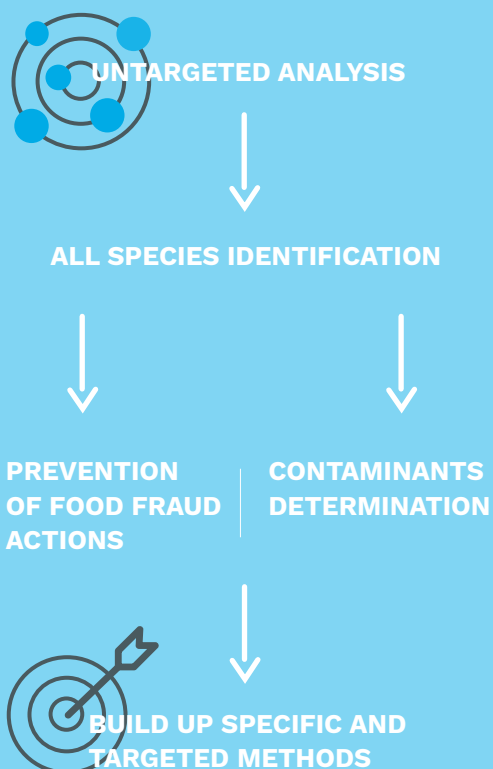 UNTARGETED ANALYSIS
ALL SPECIES IDENTIFICATION
PREVENTION
OF FOOD FRAUD
ACTIONS
CONTAMINANTS
DETERMINATION
BUILD UP SPECIFIC AND
TARGETED METHODS